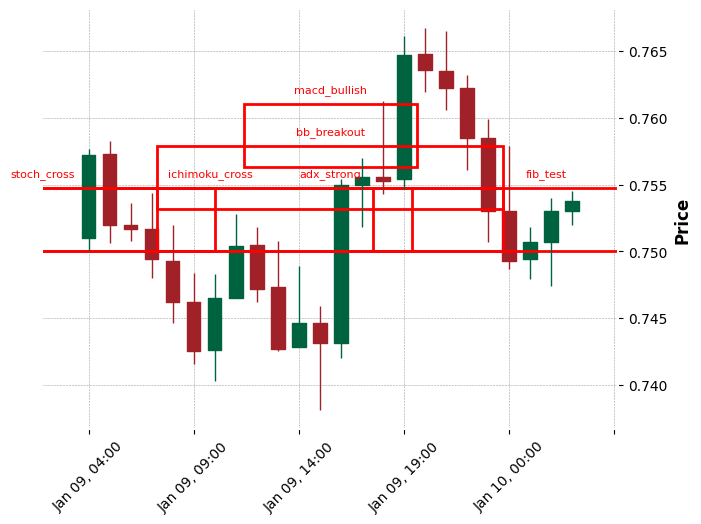 macd_bullish
bb_breakout
stoch_cross
ichimoku_cross
adx_strong
fib_test
0.765
0.760
0.755
0.750
0.745
0.740
Price
Jan 09, 04:00
Jan 09, 09:00
Jan 09, 14:00
Jan 09, 19:00
Jan 10, 00:00